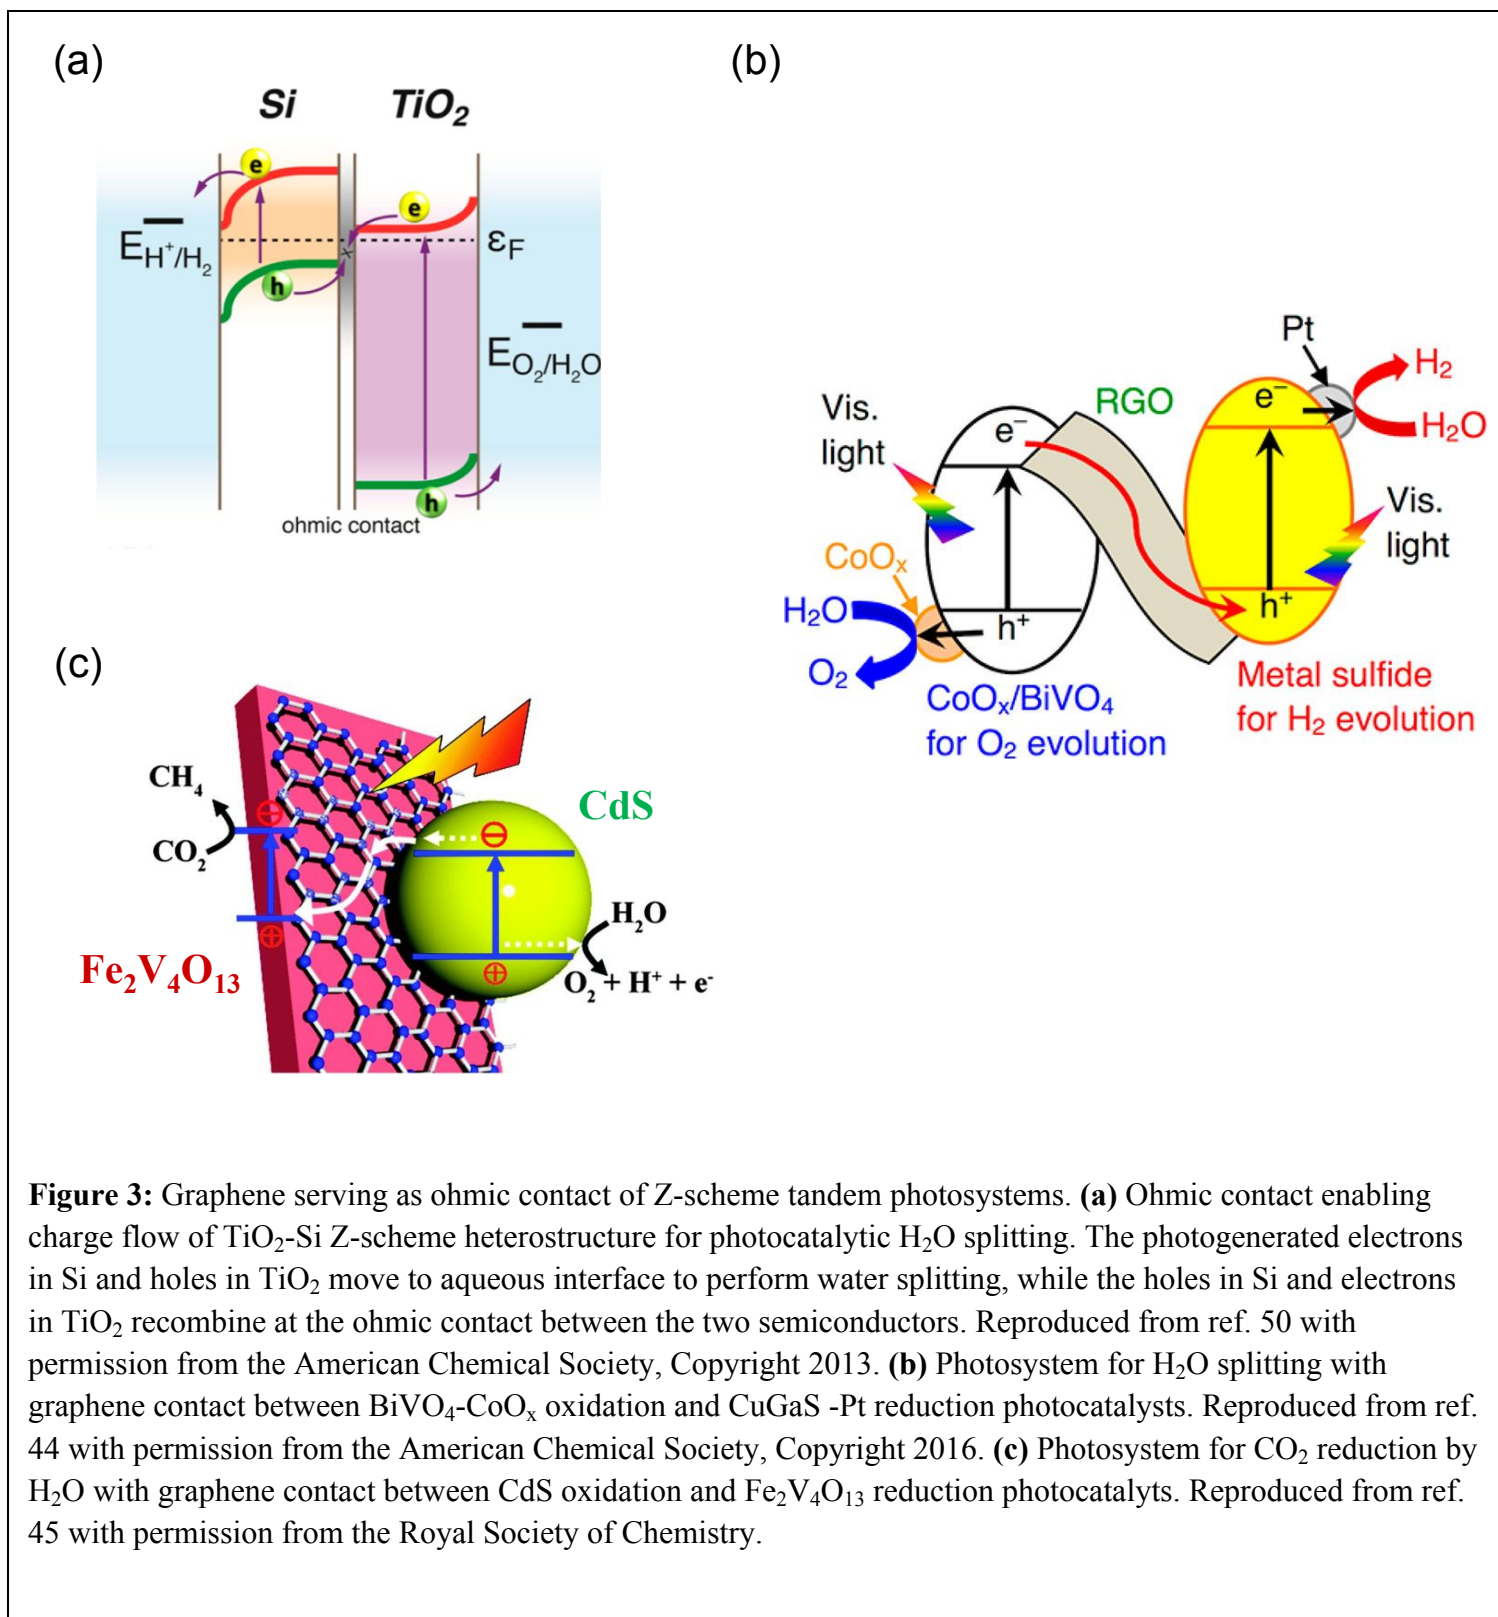 (a)
Si TiO₂
e
e
E_H⁺/H₂
ε_F
h
E_O₂/H₂O
h
ohmic contact
(b)
Pt
H₂
Vis.
light
RGO
e⁻
e⁻
H₂O
Vis.
light
CoOₓ
H₂O
h⁺
h⁺
O₂
CoOₓ/BiVO₄
for O₂ evolution
Metal sulfide
for H₂ evolution
(c)
CH₄
CO₂
CdS
H₂O
Fe₂V₄O₁₃
O₂ + H⁺ + e⁻
Figure 3: Graphene serving as ohmic contact of Z-scheme tandem photosystems. (a) Ohmic contact enabling
charge flow of TiO₂-Si Z-scheme heterostructure for photocatalytic H₂O splitting. The photogenerated electrons
in Si and holes in TiO₂ move to aqueous interface to perform water splitting, while the holes in Si and electrons
in TiO₂ recombine at the ohmic contact between the two semiconductors. Reproduced from ref. 50 with
permission from the American Chemical Society, Copyright 2013. (b) Photosystem for H₂O splitting with
graphene contact between BiVO₄-CoOₓ oxidation and CuGaS -Pt reduction photocatalysts. Reproduced from ref.
44 with permission from the American Chemical Society, Copyright 2016. (c) Photosystem for CO₂ reduction by
H₂O with graphene contact between CdS oxidation and Fe₂V₄O₁₃ reduction photocatalyts. Reproduced from ref.
45 with permission from the Royal Society of Chemistry.